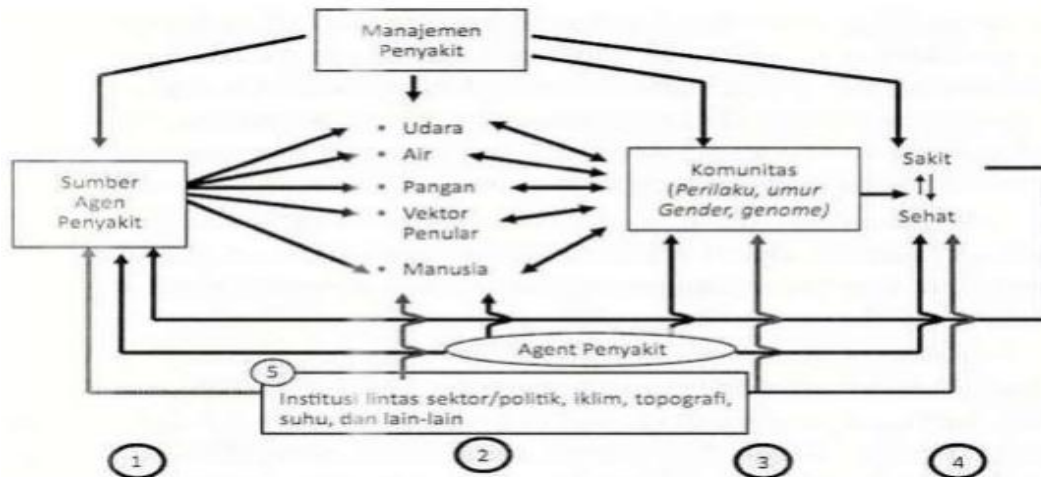 Manajemen
Penyakit
• Udara
• Air
• Pangan
• Vektor
Penular
• Manusia
Sumber
Agen
Penyakit
Komunitas
(Perilaku, umur
Gender, genome)
Sakit
Sehat
Agent Penyakit
5
Institusi lintas sektor/politik, iklim, topografi,
suhu, dan lain-lain
1
2
3
4